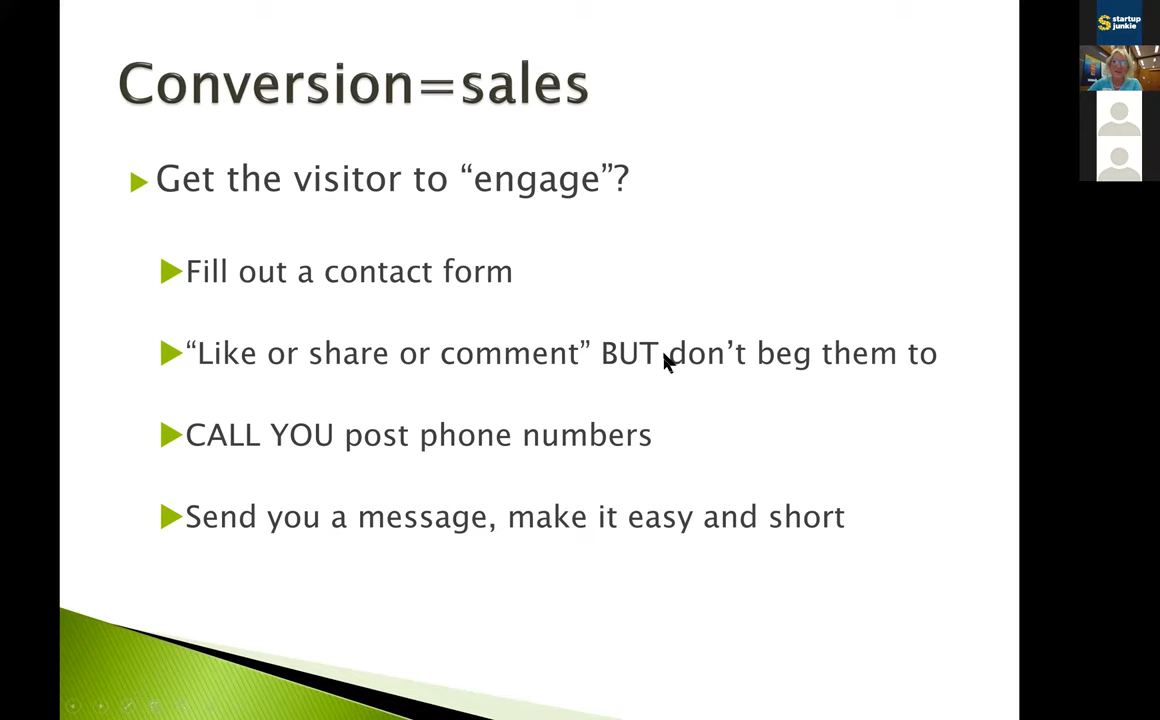 Conversion=sales
Get the visitor to “engage”?
Fill out a contact form
“Like or share or comment” BUT don’t beg them to
CALL YOU post phone numbers
Send you a message, make it easy and short
startup
junkie